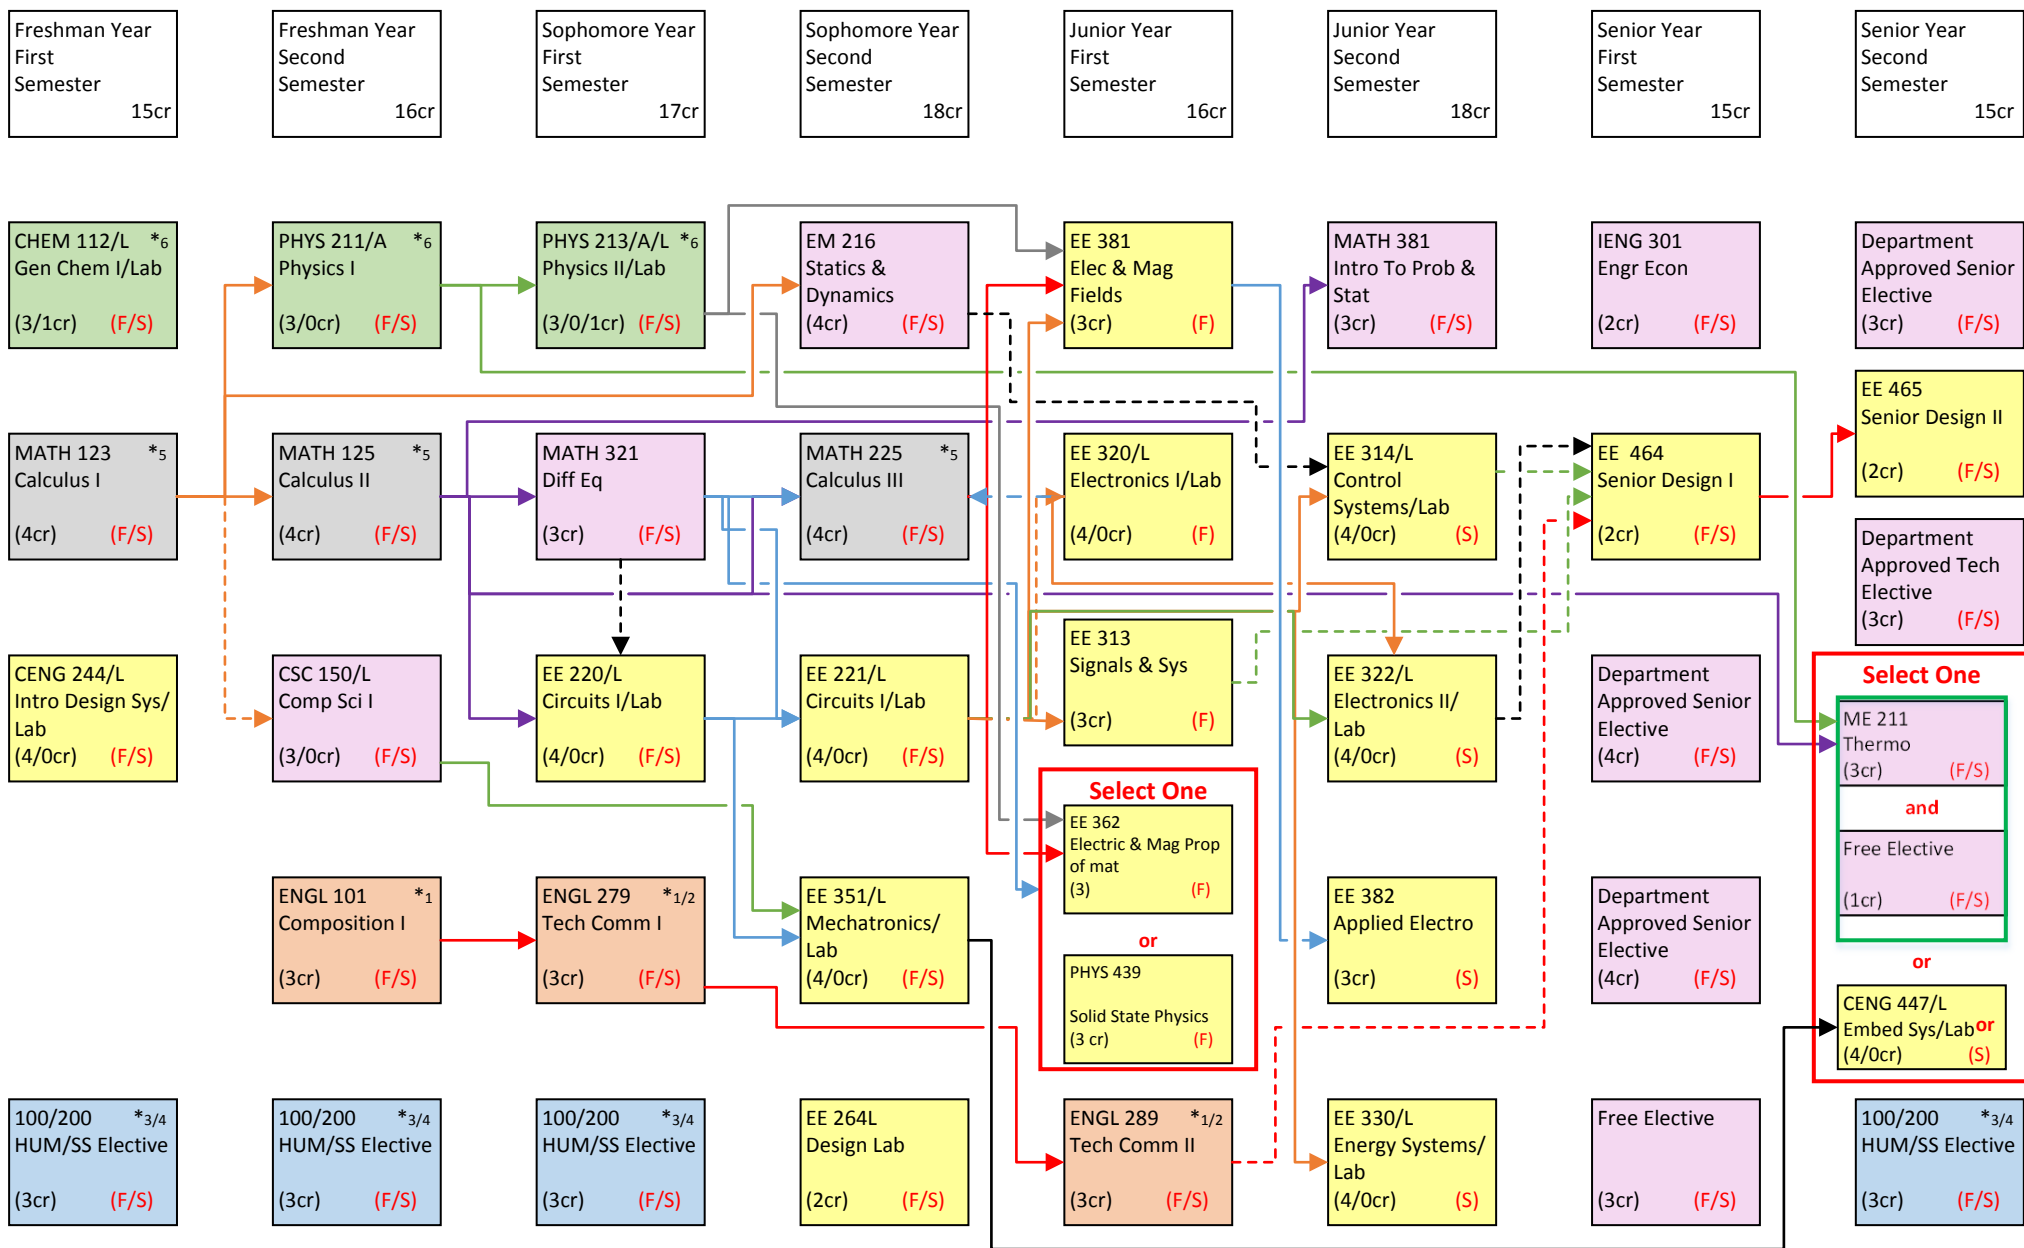 Freshman Year
First
Semester
15cr
Freshman Year
Second
Semester
16cr
Sophomore Year
First
Semester
17cr
Sophomore Year
Second
Semester
18cr
Junior Year
First
Semester
16cr
Junior Year
Second
Semester
18cr
Senior Year
First
Semester
15cr
Senior Year
Second
Semester
15cr
CHEM 112/L *6
Gen Chem I/Lab
(3/1cr) (F/S)
PHYS 211/A *6
Physics I
(3/0cr) (F/S)
PHYS 213/A/L *6
Physics II/Lab
(3/0/1cr) (F/S)
EM 216
Statics &
Dynamics
(4cr) (F/S)
EE 381
Elec & Mag
Fields
(3cr) (F)
MATH 381
Intro To Prob &
Stat
(3cr) (F/S)
IENG 301
Engr Econ
(2cr) (F/S)
Department
Approved Senior
Elective
(3cr) (F/S)
EE 465
Senior Design II
(2cr) (F/S)
MATH 123 *5
Calculus I
(4cr) (F/S)
MATH 125 *5
Calculus II
(4cr) (F/S)
MATH 321
Diff Eq
(3cr) (F/S)
MATH 225 *5
Calculus III
(4cr) (F/S)
EE 320/L
Electronics I/Lab
(4/0cr) (F)
EE 314/L
Control
Systems/Lab
(4/0cr) (S)
EE 464
Senior Design I
(2cr) (F/S)
Department
Approved Tech
Elective
(3cr) (F/S)
CENG 244/L
Intro Design Sys/
Lab
(4/0cr) (F/S)
CSC 150/L
Comp Sci I
(3/0cr) (F/S)
EE 220/L
Circuits I/Lab
(4/0cr) (F/S)
EE 221/L
Circuits I/Lab
(4/0cr) (F/S)
EE 313
Signals & Sys
(3cr) (F)
EE 322/L
Electronics II/
Lab
(4/0cr) (S)
Department
Approved Senior
Elective
(4cr) (F/S)
Select One
ME 211
Thermo
(3cr) (F/S)
and
Free Elective
(1cr) (F/S)
or
CENG 447/L
Embed Sys/Lab or
(4/0cr) (S)
Select One
EE 362
Electric & Mag Prop
of mat
(3) (F)
or
PHYS 439
Solid State Physics
(3 cr) (F)
ENGL 101 *1
Composition I
(3cr) (F/S)
ENGL 279 *1/2
Tech Comm I
(3cr) (F/S)
EE 351/L
Mechatronics/
Lab
(4/0cr) (F/S)
EE 382
Applied Electro
(3cr) (S)
Department
Approved Senior
Elective
(4cr) (F/S)
100/200 *3/4
HUM/SS Elective
(3cr) (F/S)
100/200 *3/4
HUM/SS Elective
(3cr) (F/S)
100/200 *3/4
HUM/SS Elective
(3cr) (F/S)
EE 264L
Design Lab
(2cr) (F/S)
ENGL 289 *1/2
Tech Comm II
(3cr) (F/S)
EE 330/L
Energy Systems/
Lab
(4/0cr) (S)
Free Elective
(3cr) (F/S)
100/200 *3/4
HUM/SS Elective
(3cr) (F/S)